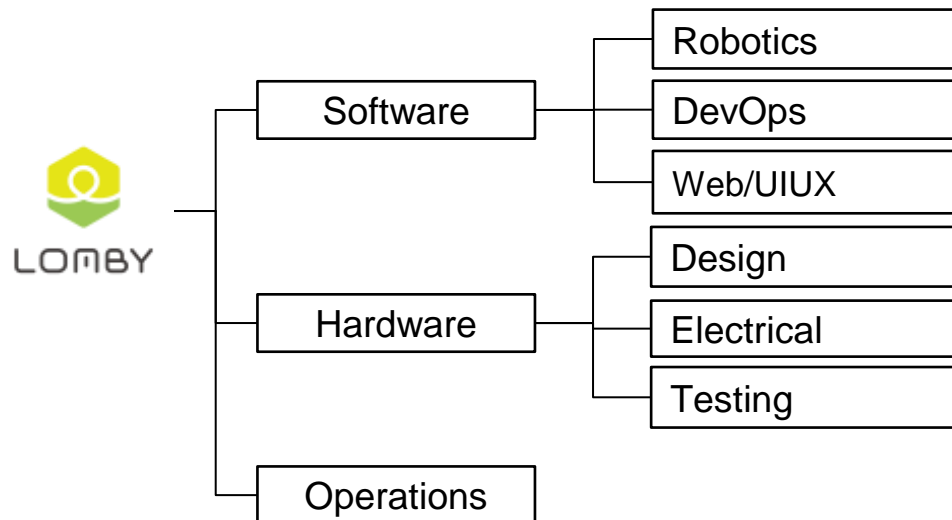 Robotics
Software
DevOps
Web/UIUX
LOMBY
Design
Hardware
Electrical
Testing
Operations